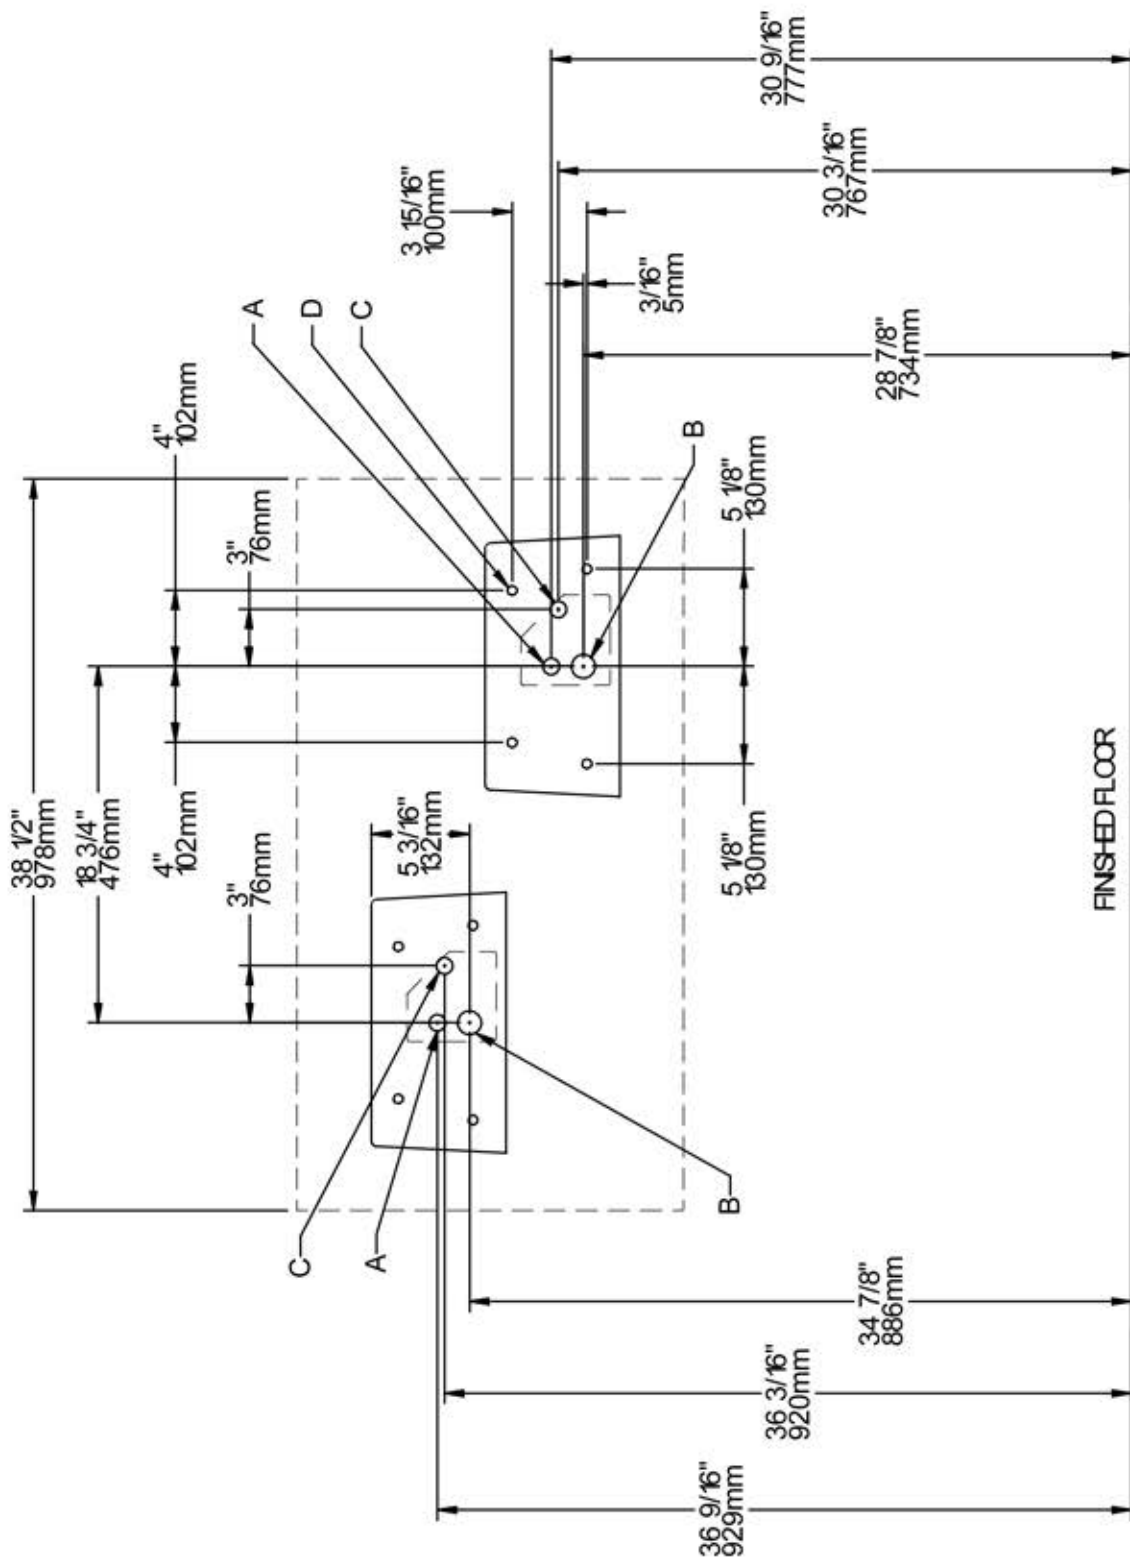 38 1/2"
978mm
18 3/4"
476mm
4"
102mm
4"
102mm
3"
76mm
3"
76mm
A
D
C
3 15/16"
100mm
30 9/16"
777mm
30 3/16"
767mm
3/16"
5mm
28 7/8"
734mm
5 3/16"
132mm
B
5 1/8"
130mm
5 1/8"
130mm
C
A
B
34 7/8"
886mm
36 3/16"
920mm
36 9/16"
929mm
FINISHED FLOOR